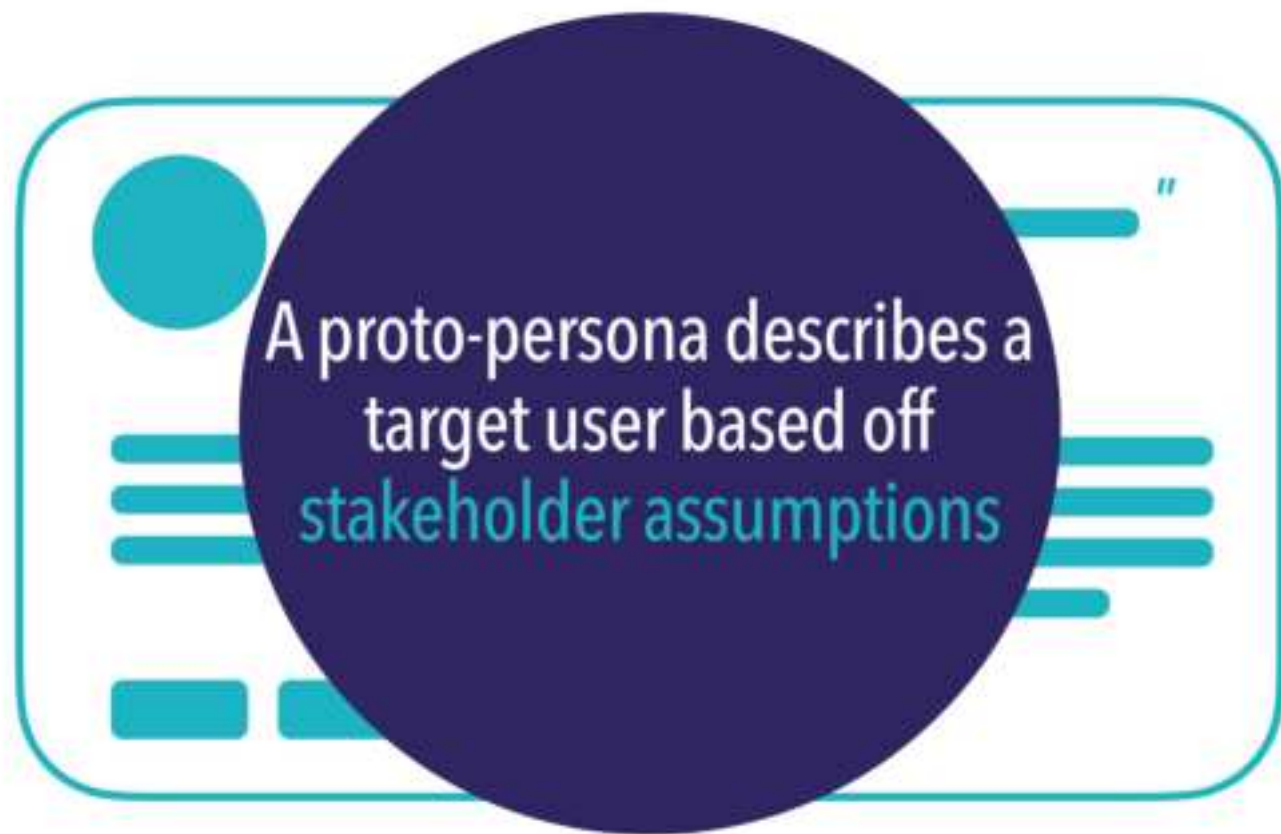 "
A proto-persona describes a
target user based off
stakeholder assumptions